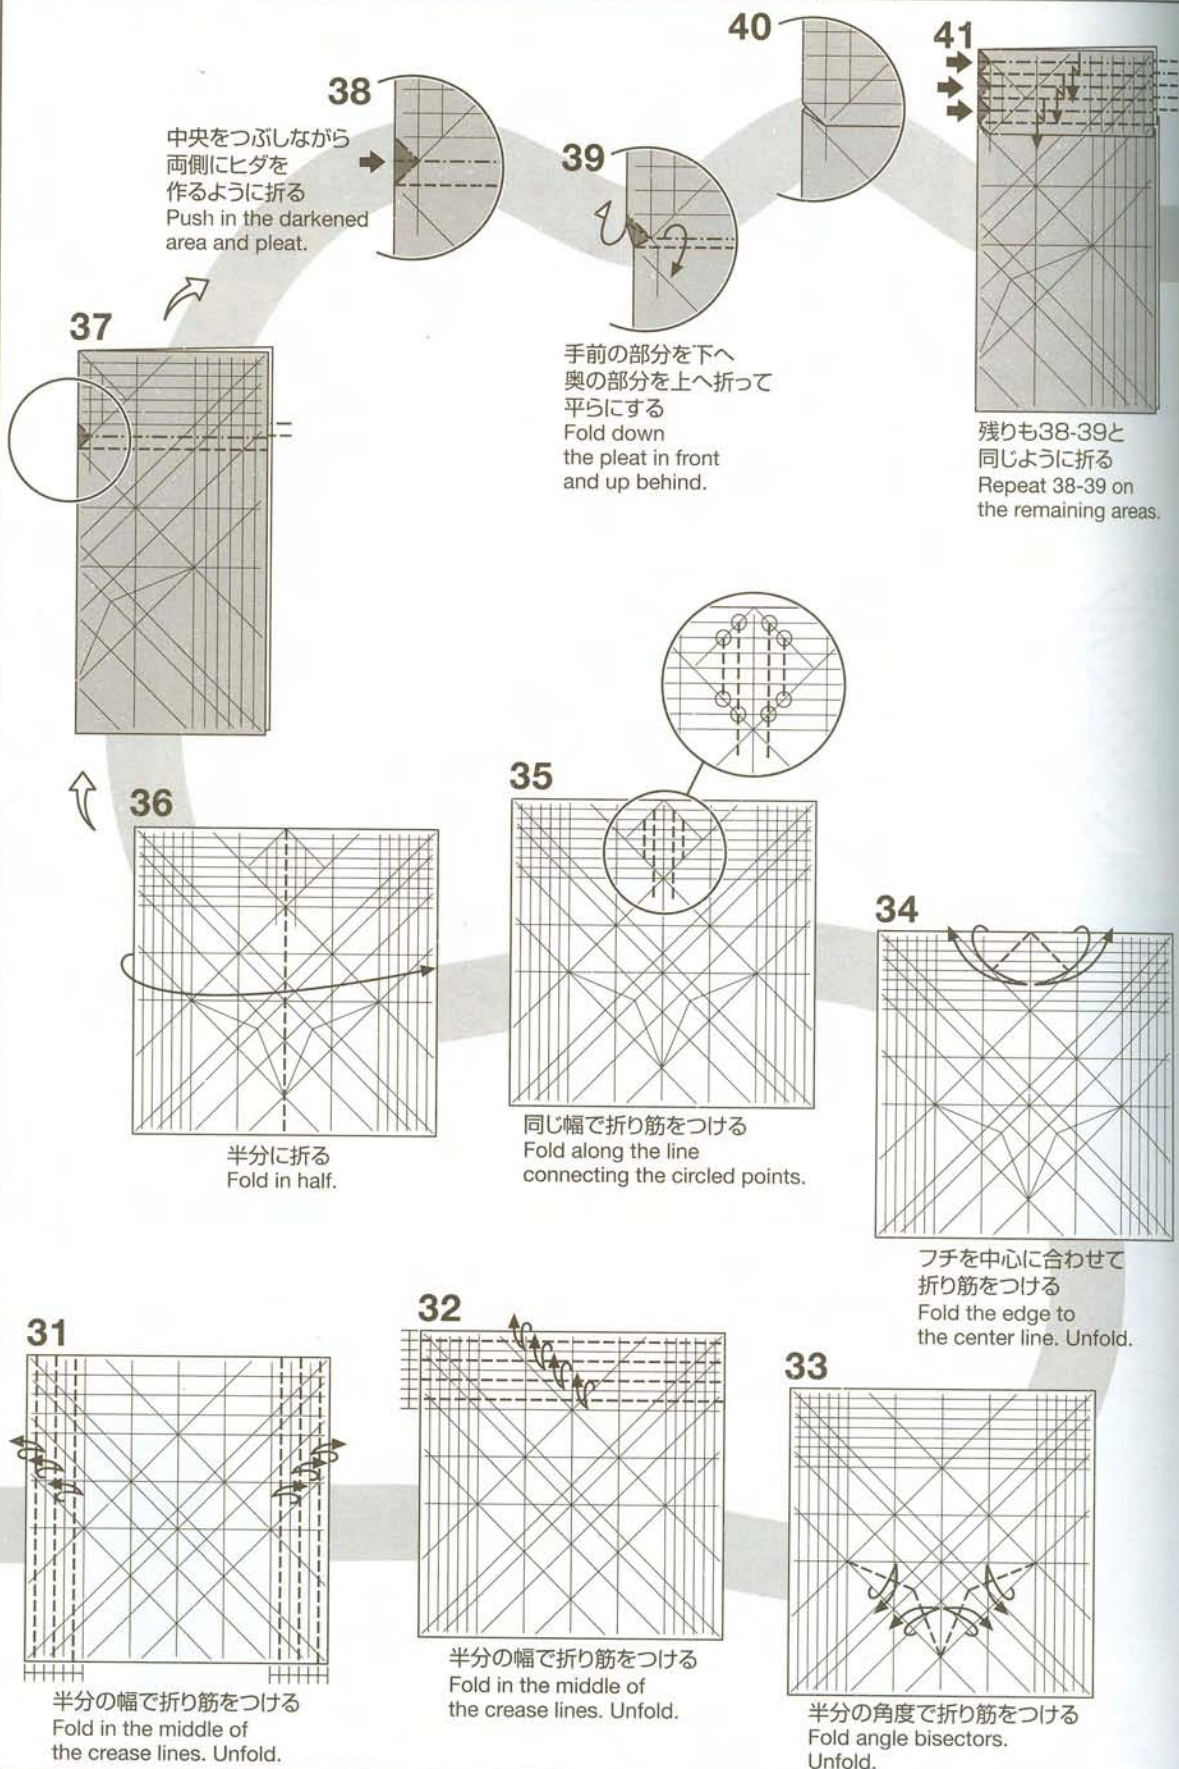 31
半分の幅で折り筋をつける
Fold in the middle of
the crease lines. Unfold.
32
半分の幅で折り筋をつける
Fold in the middle of
the crease lines. Unfold.
33
半分の角度で折り筋をつける
Fold angle bisectors.
Unfold.
34
フチを中心に合わせて
折り筋をつける
Fold the edge to
the center line. Unfold.
35
同じ幅で折り筋をつける
Fold along the line
connecting the circled points.
36
半分に折る
Fold in half.
37
38
中央をつぶしながら
両側にヒダを
作るように折る
Push in the darkened
area and pleat.
39
手前の部分を下へ
奥の部分を上へ折って
平らにする
Fold down
the pleat in front
and up behind.
40
41
残りも38-39と
同じように折る
Repeat 38-39 on
the remaining areas.